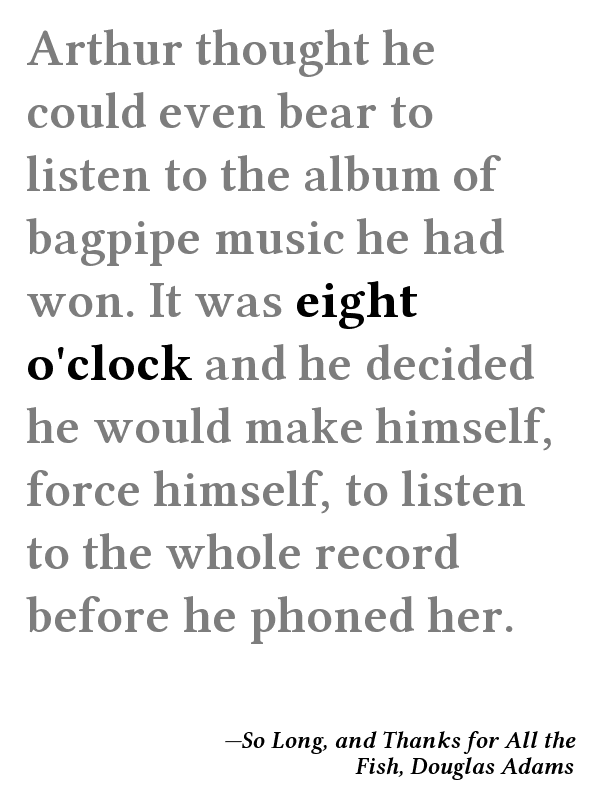 Arthur thought he
could even bear to
listen to the album of
bagpipe music he had
won. It was eight
o'clock and he decided
he would make himself,
force himself, to listen
to the whole record
before he phoned her.
—So Long, and Thanks for All the
Fish, Douglas Adams